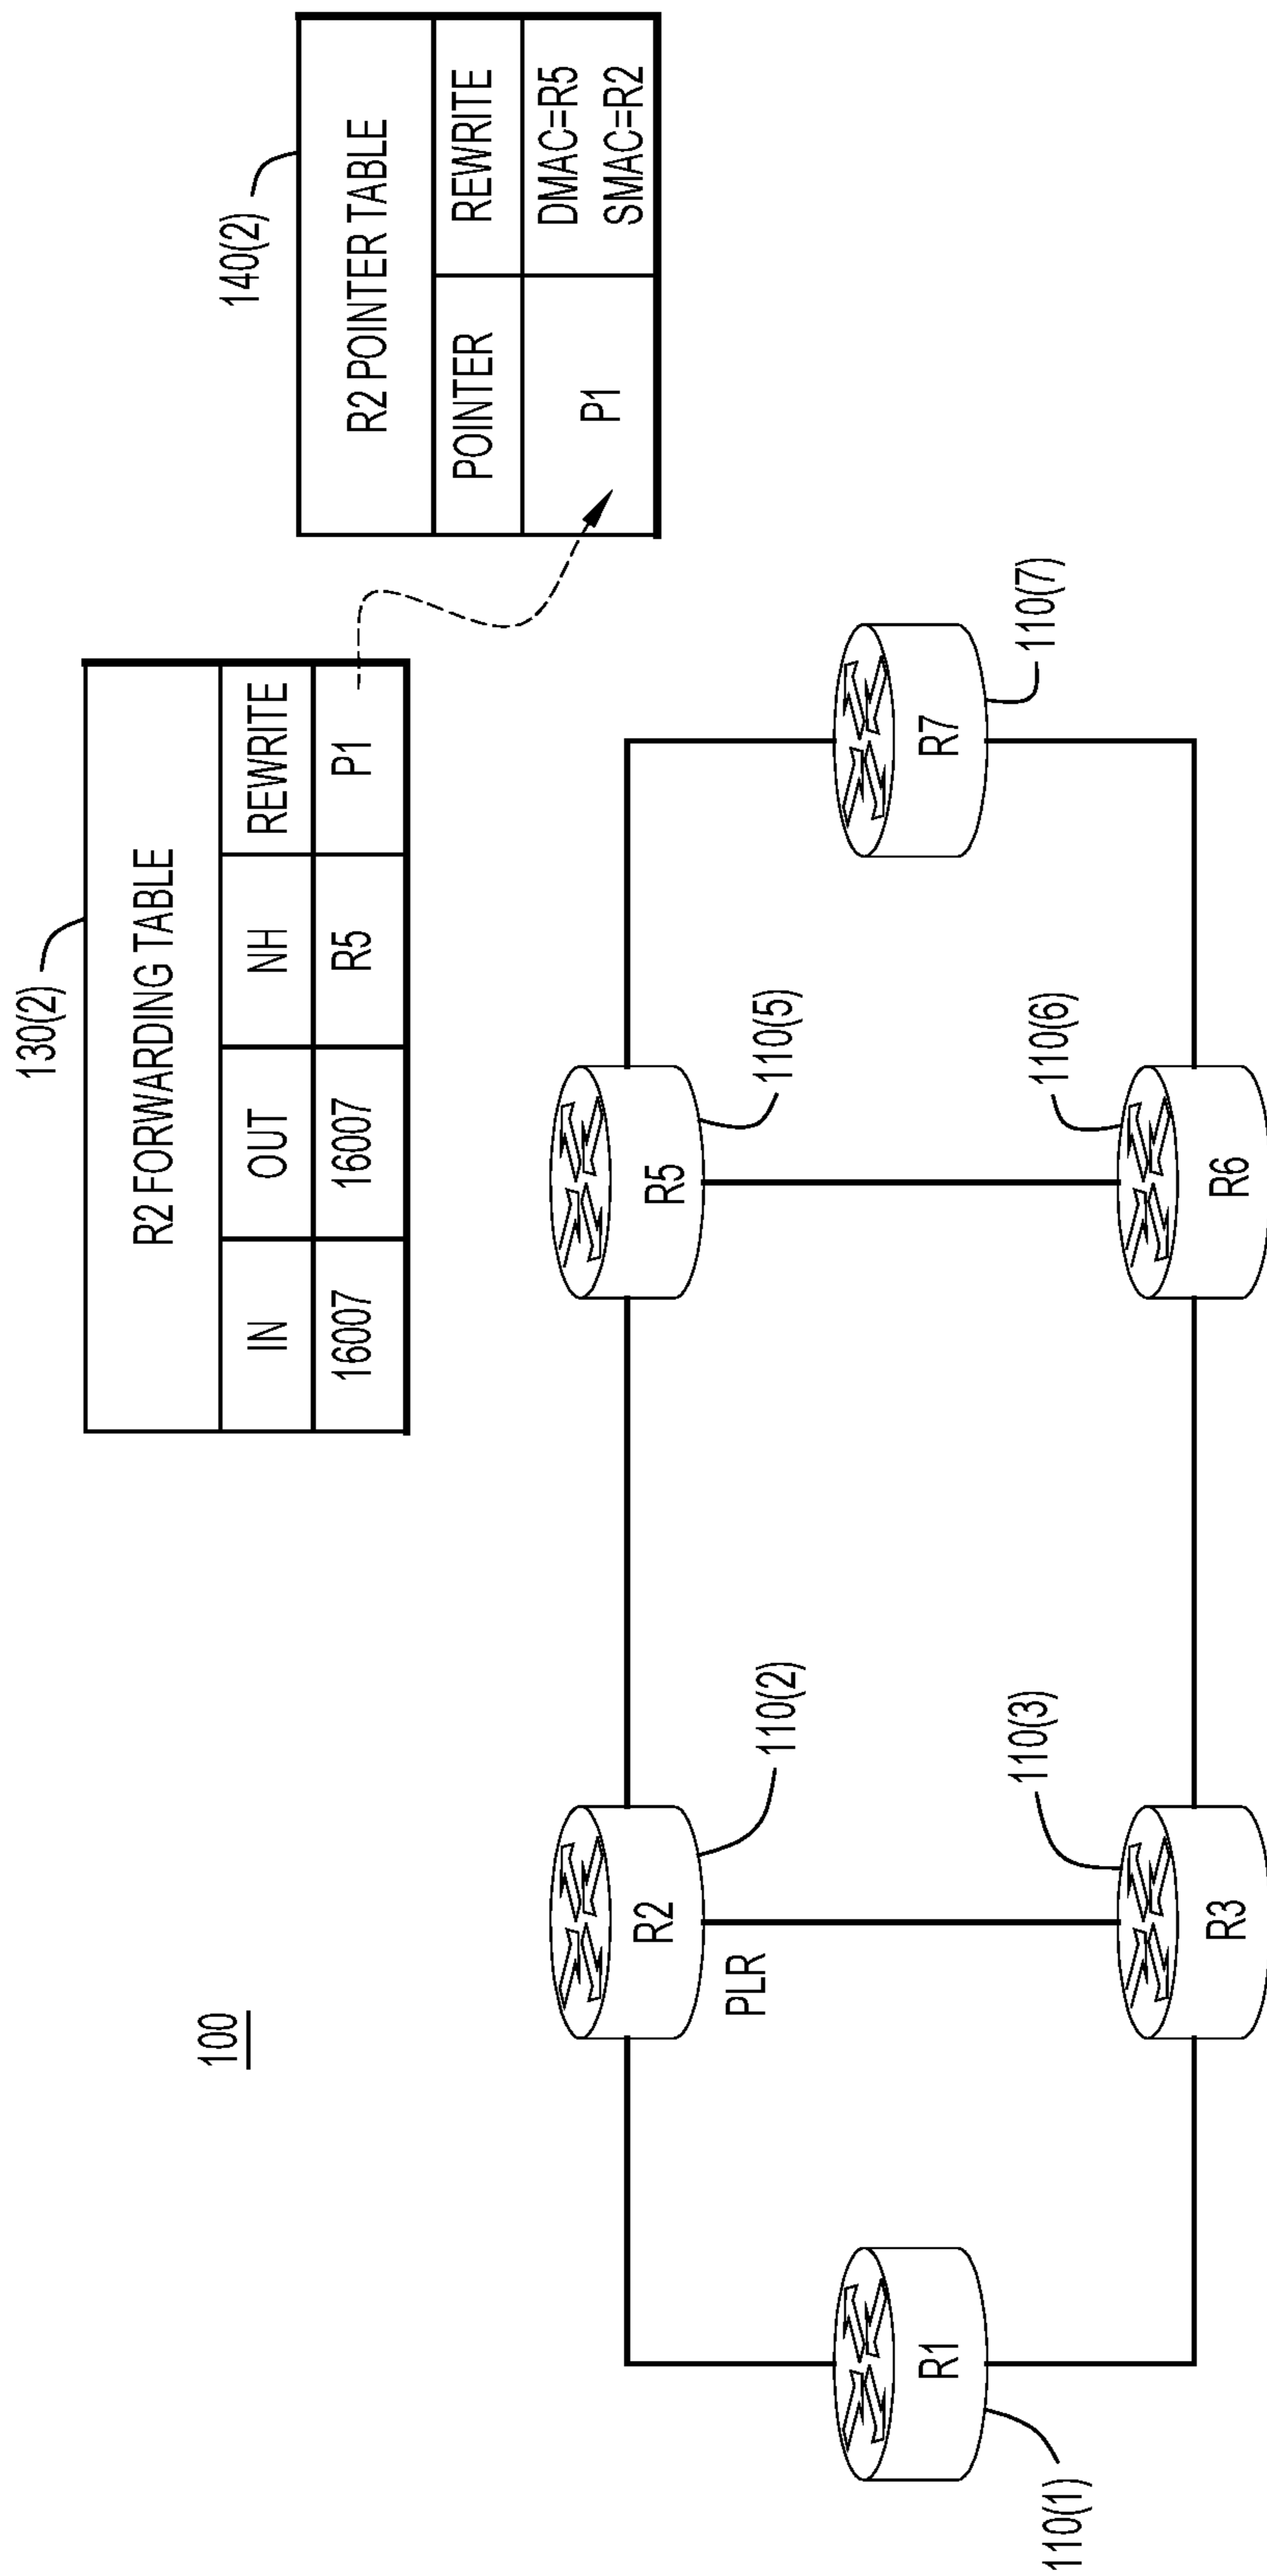 100
130(2)
R2 FORWARDING TABLE
IN OUT NH REWRITE
16007 16007 R5 P1
140(2)
R2 POINTER TABLE
POINTER REWRITE
P1 DMAC=R5
SMAC=R2
R2
110(2)
PLR
R5
110(5)
R1
110(1)
R7
110(7)
R3
110(3)
R6
110(6)